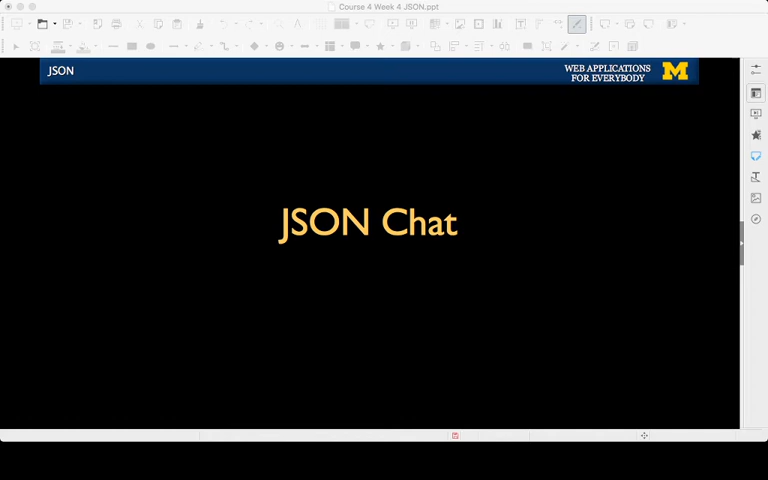 Course 4 Week 4 JSON.ppt
JSON
WEB APPLICATIONS
FOR EVERYBODY
M
JSON Chat